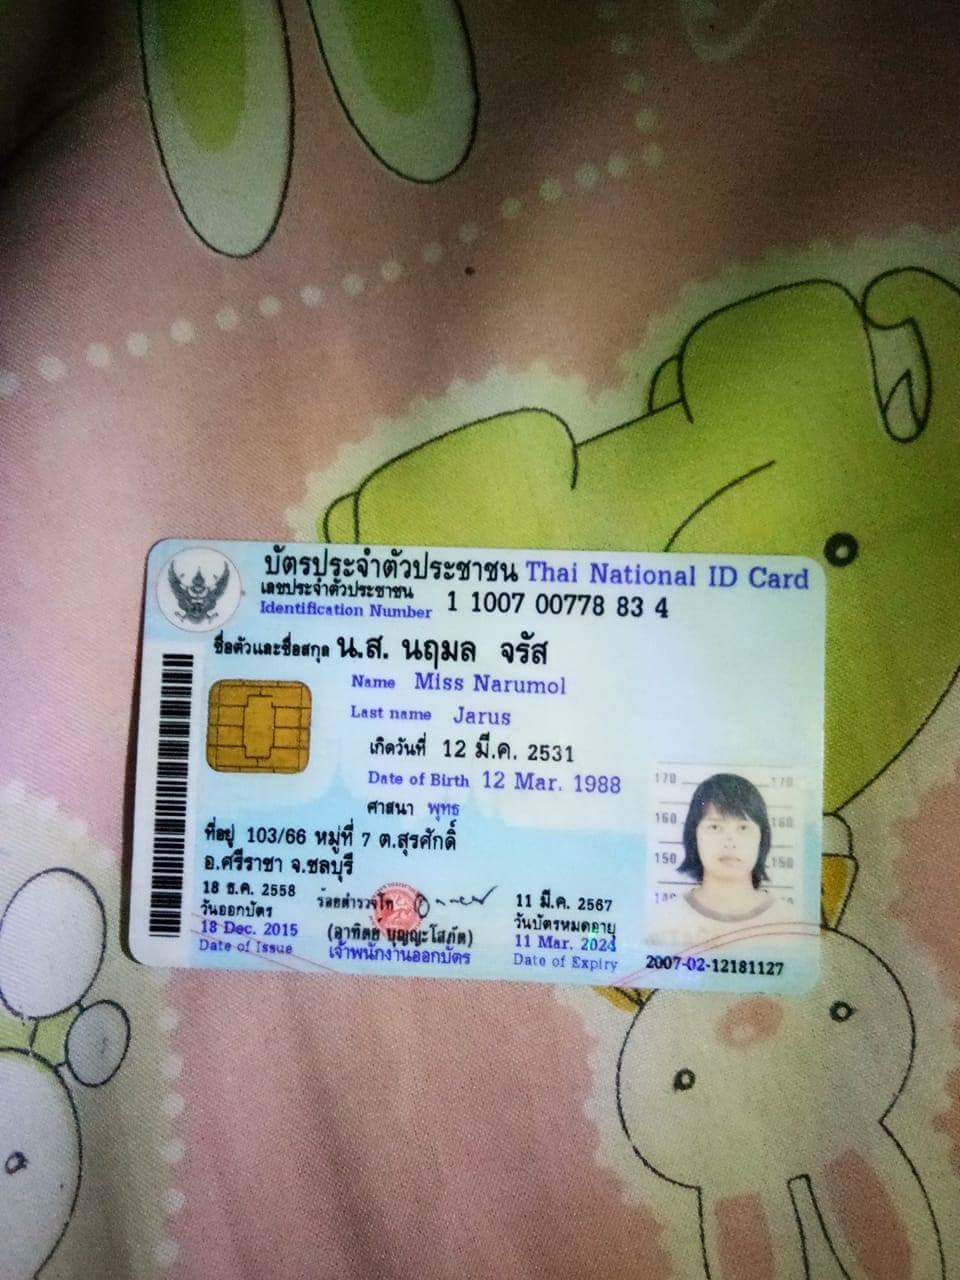 บัตรประจำตัวประชาชน Thai National ID Card
เลขประจำตัวประชาชน
Identification Number 1 1007 00778 83 4
ชื่อตัวและชื่อสกุล น.ส. นฤมล จรัส
Name Miss Narumol
Last name Jarus
เกิดวันที่ 12 มี.ค. 2531
Date of Birth 12 Mar. 1988
ศาสนา พุทธ
ที่อยู่ 103/66 หมู่ที่ 7 ต.สุรศักดิ์
อ.ศรีราชา จ.ชลบุรี
18 ธ.ค. 2558
วันออกบัตร
18 Dec. 2015
Date of Issue
ร้อยตำรวจโท
(อาทิตย์ บุญญะโสภัต)
เจ้าพนักงานออกบัตร
11 มี.ค. 2567
วันบัตรหมดอายุ
11 Mar. 2024
Date of Expiry
170 170
160 160
150 150
2007-02-12181127